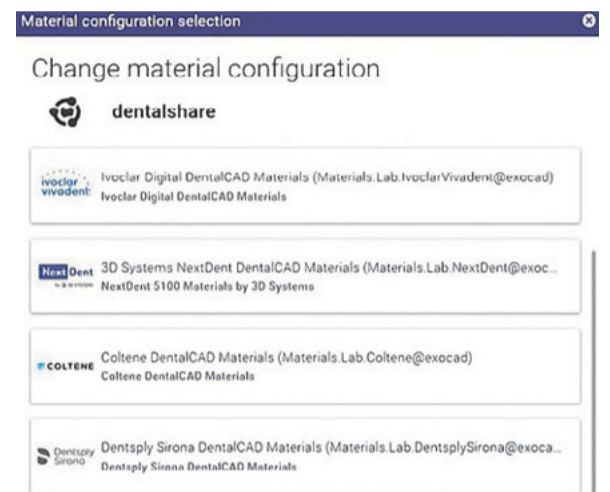 Material configuration selection
Change material configuration
dentalshare
ivoclar
vivadent:
Ivoclar Digital DentalCAD Materials (Materials.Lab.IvoclarVivadent@exocad)
Ivoclar Digital DentalCAD Materials
NextDent
3D Systems NextDent DentalCAD Materials (Materials.Lab.NextDent@exoc...
NextDent 5100 Materials by 3D Systems
COLTENE
Coltene DentalCAD Materials (Materials.Lab.Coltene@exocad)
Coltene DentalCAD Materials
Dentsply
Sirona
Dentsply Sirona DentalCAD Materials (Materials.Lab.DentsplySirona@exoca...
Dentsply Sirona DentalCAD Materials